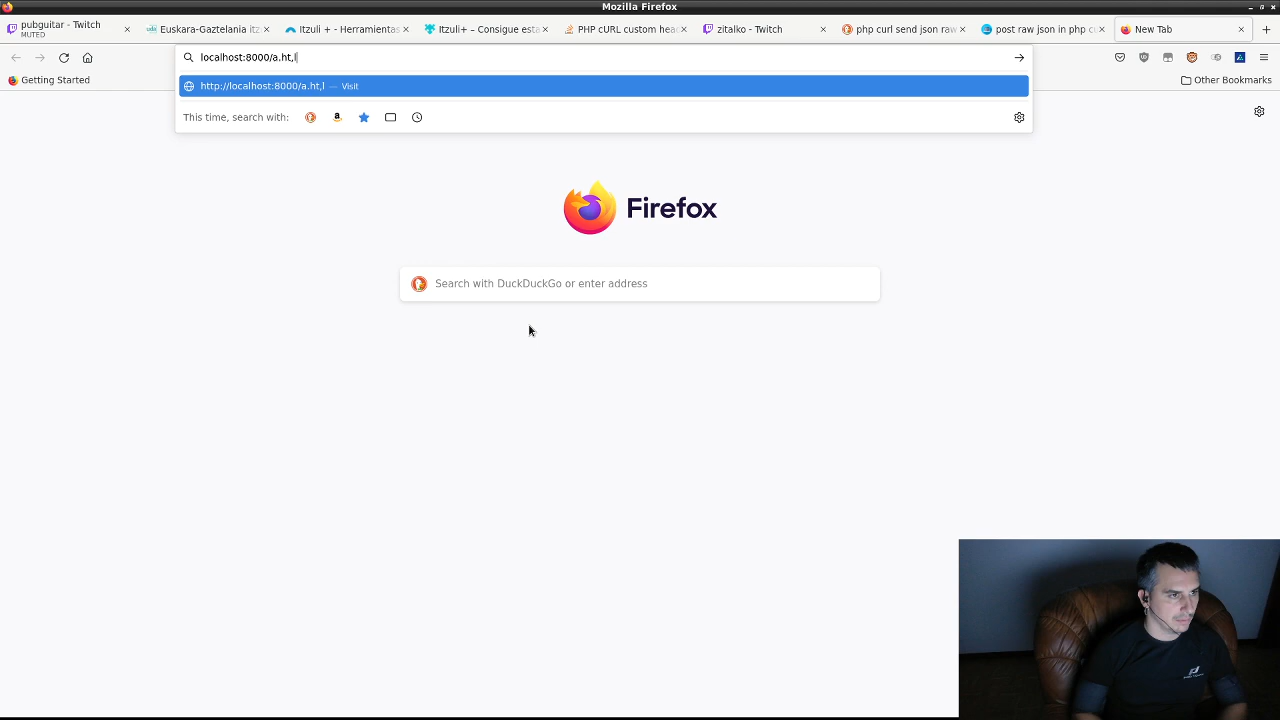 Mozilla Firefox
pubguitar - Twitch
MUTED
Euskara-Gaztelania itz
Itzuli + - Herramientas
Itzuli+ – Consigue esta
PHP cURL custom hea
zitalko - Twitch
php curl send json raw
post raw json in php cu
New Tab
localhost:8000/a.ht,l
Getting Started
Other Bookmarks
http://localhost:8000/a.ht,l — Visit
This time, search with:
Firefox
Search with DuckDuckGo or enter address